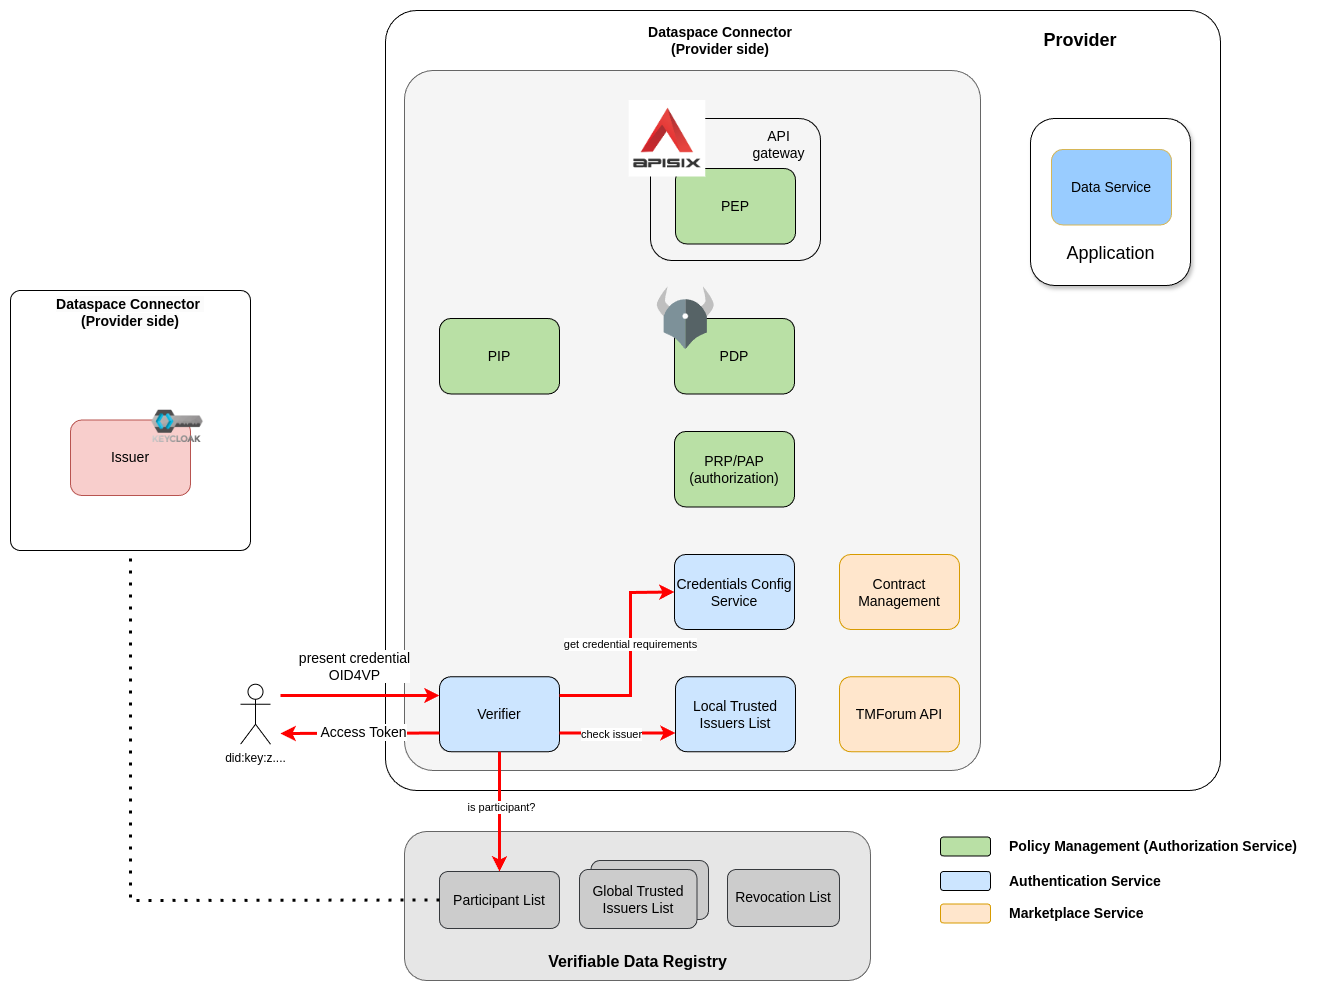 Dataspace Connector
(Provider side)
Provider
APISIX
API
gateway
PEP
Data Service
Application
Dataspace Connector
(Provider side)
KEYCLOAK
Issuer
PIP
PDP
PRP/PAP
(authorization)
Credentials Config
Service
Contract
Management
get credential requirements
present credential
OID4VP
Verifier
Local Trusted
Issuers List
TMForum API
Access Token
check issuer
did:key:z....
is participant?
Participant List
Global Trusted
Issuers List
Revocation List
Verifiable Data Registry
Policy Management (Authorization Service)
Authentication Service
Marketplace Service